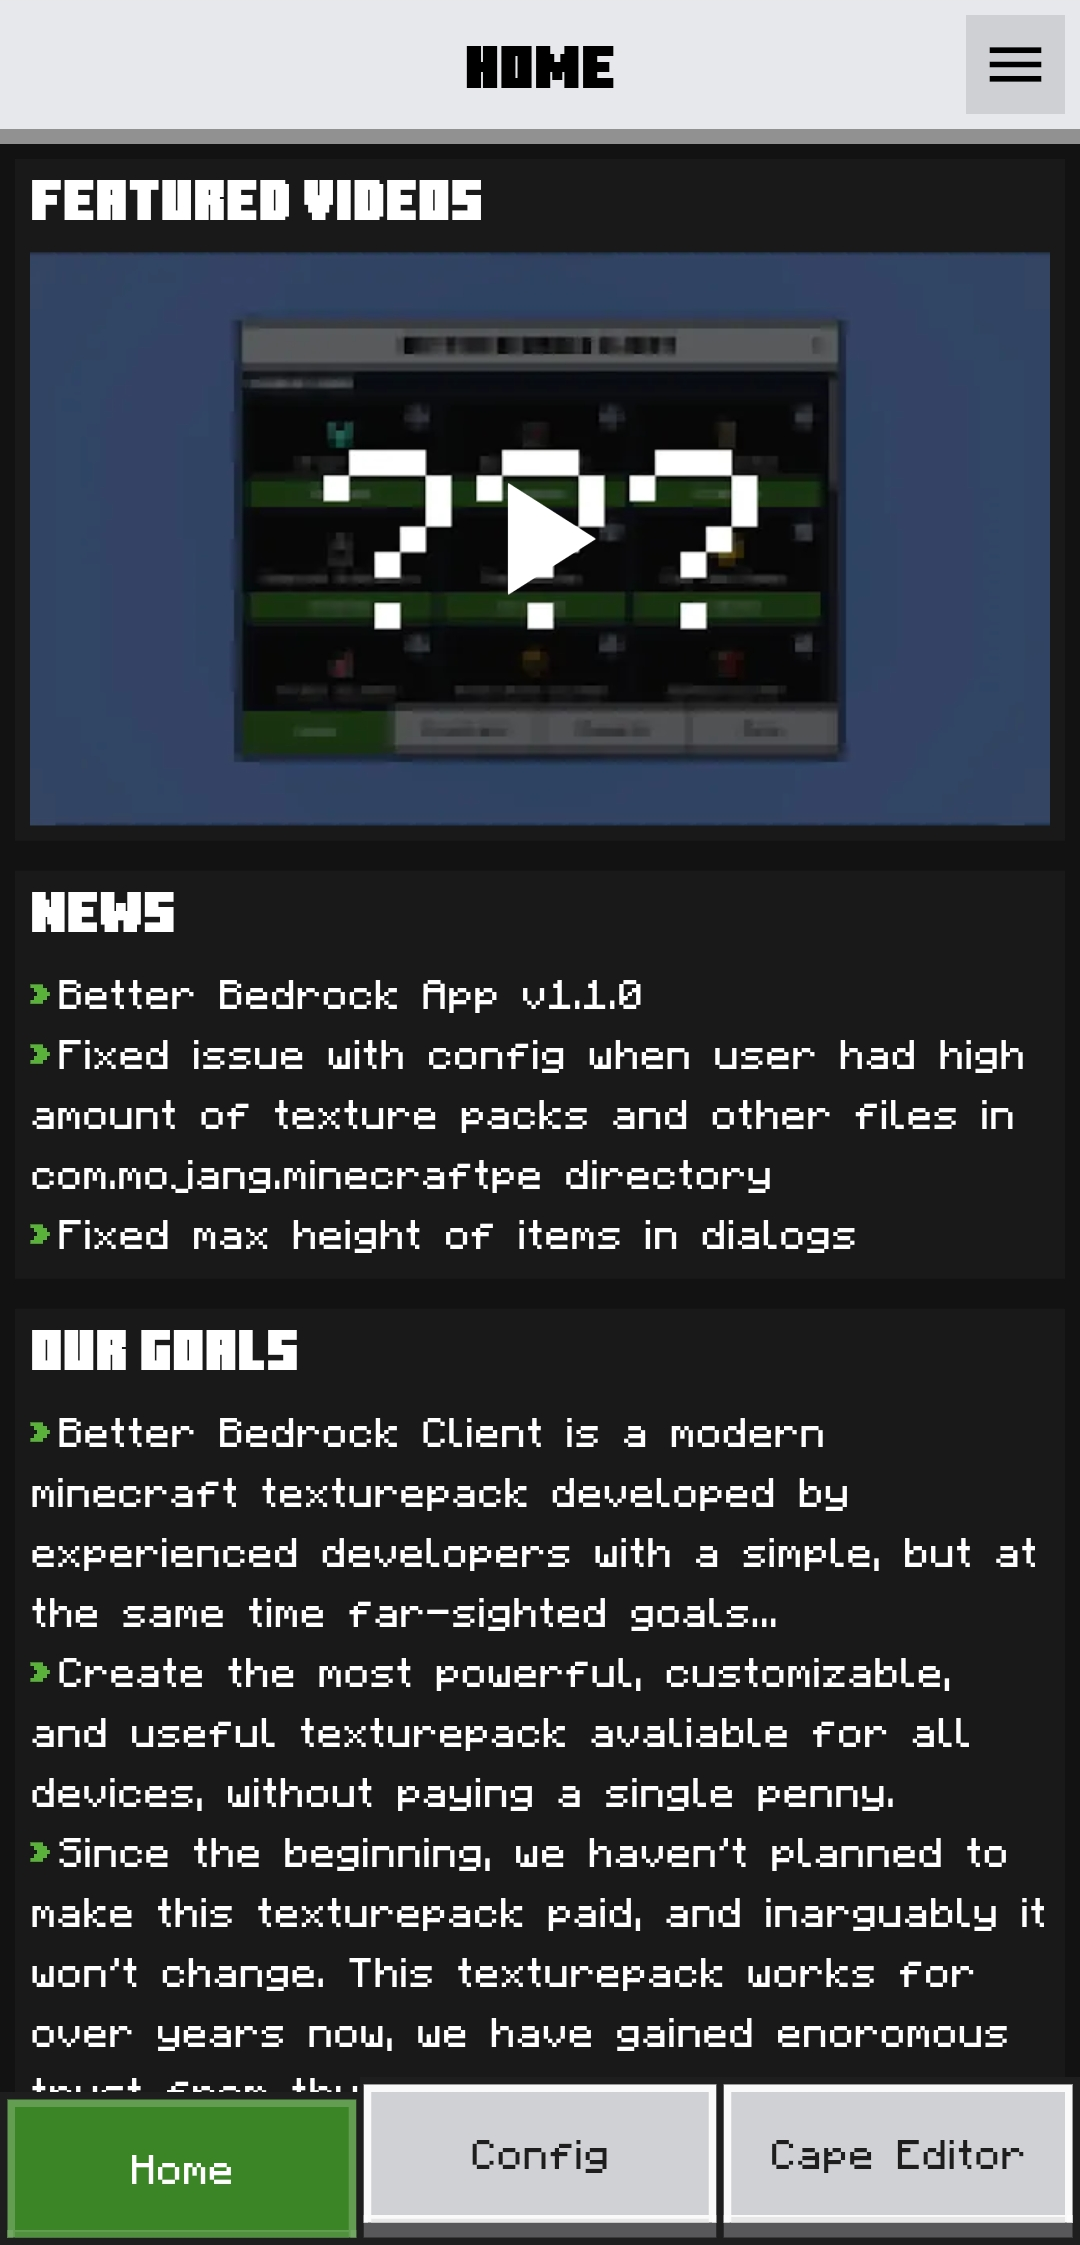 HOME
FEATURED VIDEOS
???
NEWS
Better Bedrock App v1.1.0
Fixed issue with config when user had high
amount of texture packs and other files in
com.mojang.minecraftpe directory
Fixed max height of items in dialogs
OUR GOALS
Better Bedrock Client is a modern
minecraft texturepack developed by
experienced developers with a simple, but at
the same time far-sighted goals...
Create the most powerful, customizable,
and useful texturepack avaliable for all
devices, without paying a single penny.
Since the beginning, we haven't planned to
make this texturepack paid, and inarguably it
won't change. This texturepack works for
over years now, we have gained enoromous
trust from
Home
Config
Cape Editor